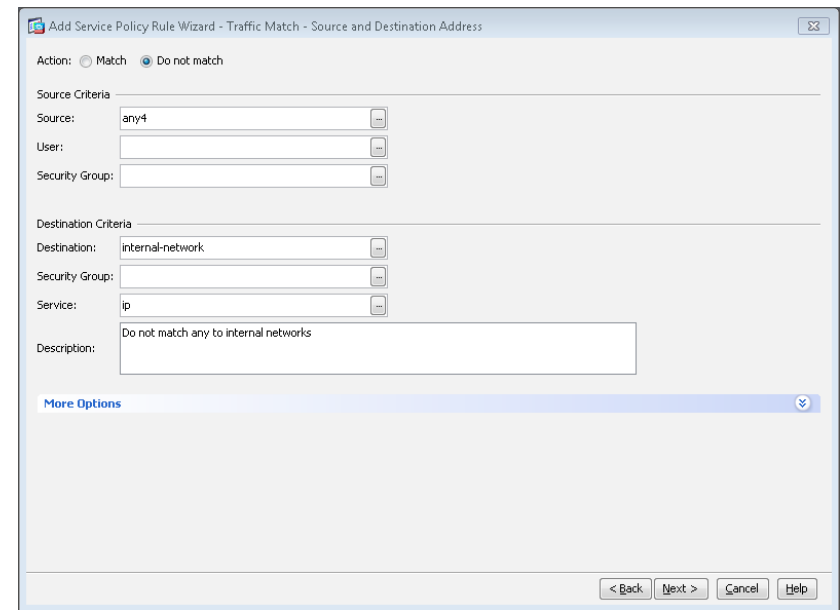 Add Service Policy Rule Wizard - Traffic Match - Source and Destination Address
Action: Match Do not match
Source Criteria
Source: any4 ...
User: ...
Security Group: ...
Destination Criteria
Destination: internal-network ...
Security Group: ...
Service: ip ...
Description: Do not match any to internal networks
More Options
< Back Next > Cancel Help